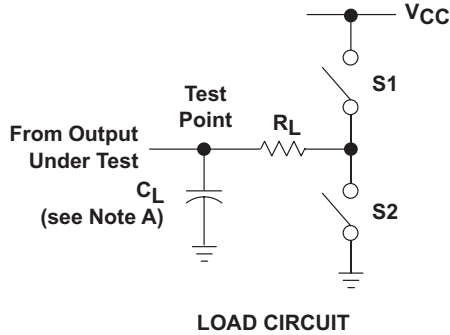 VCC
S1
Test
Point
RL
From Output
Under Test
CL
(see Note A)
S2
LOAD CIRCUIT